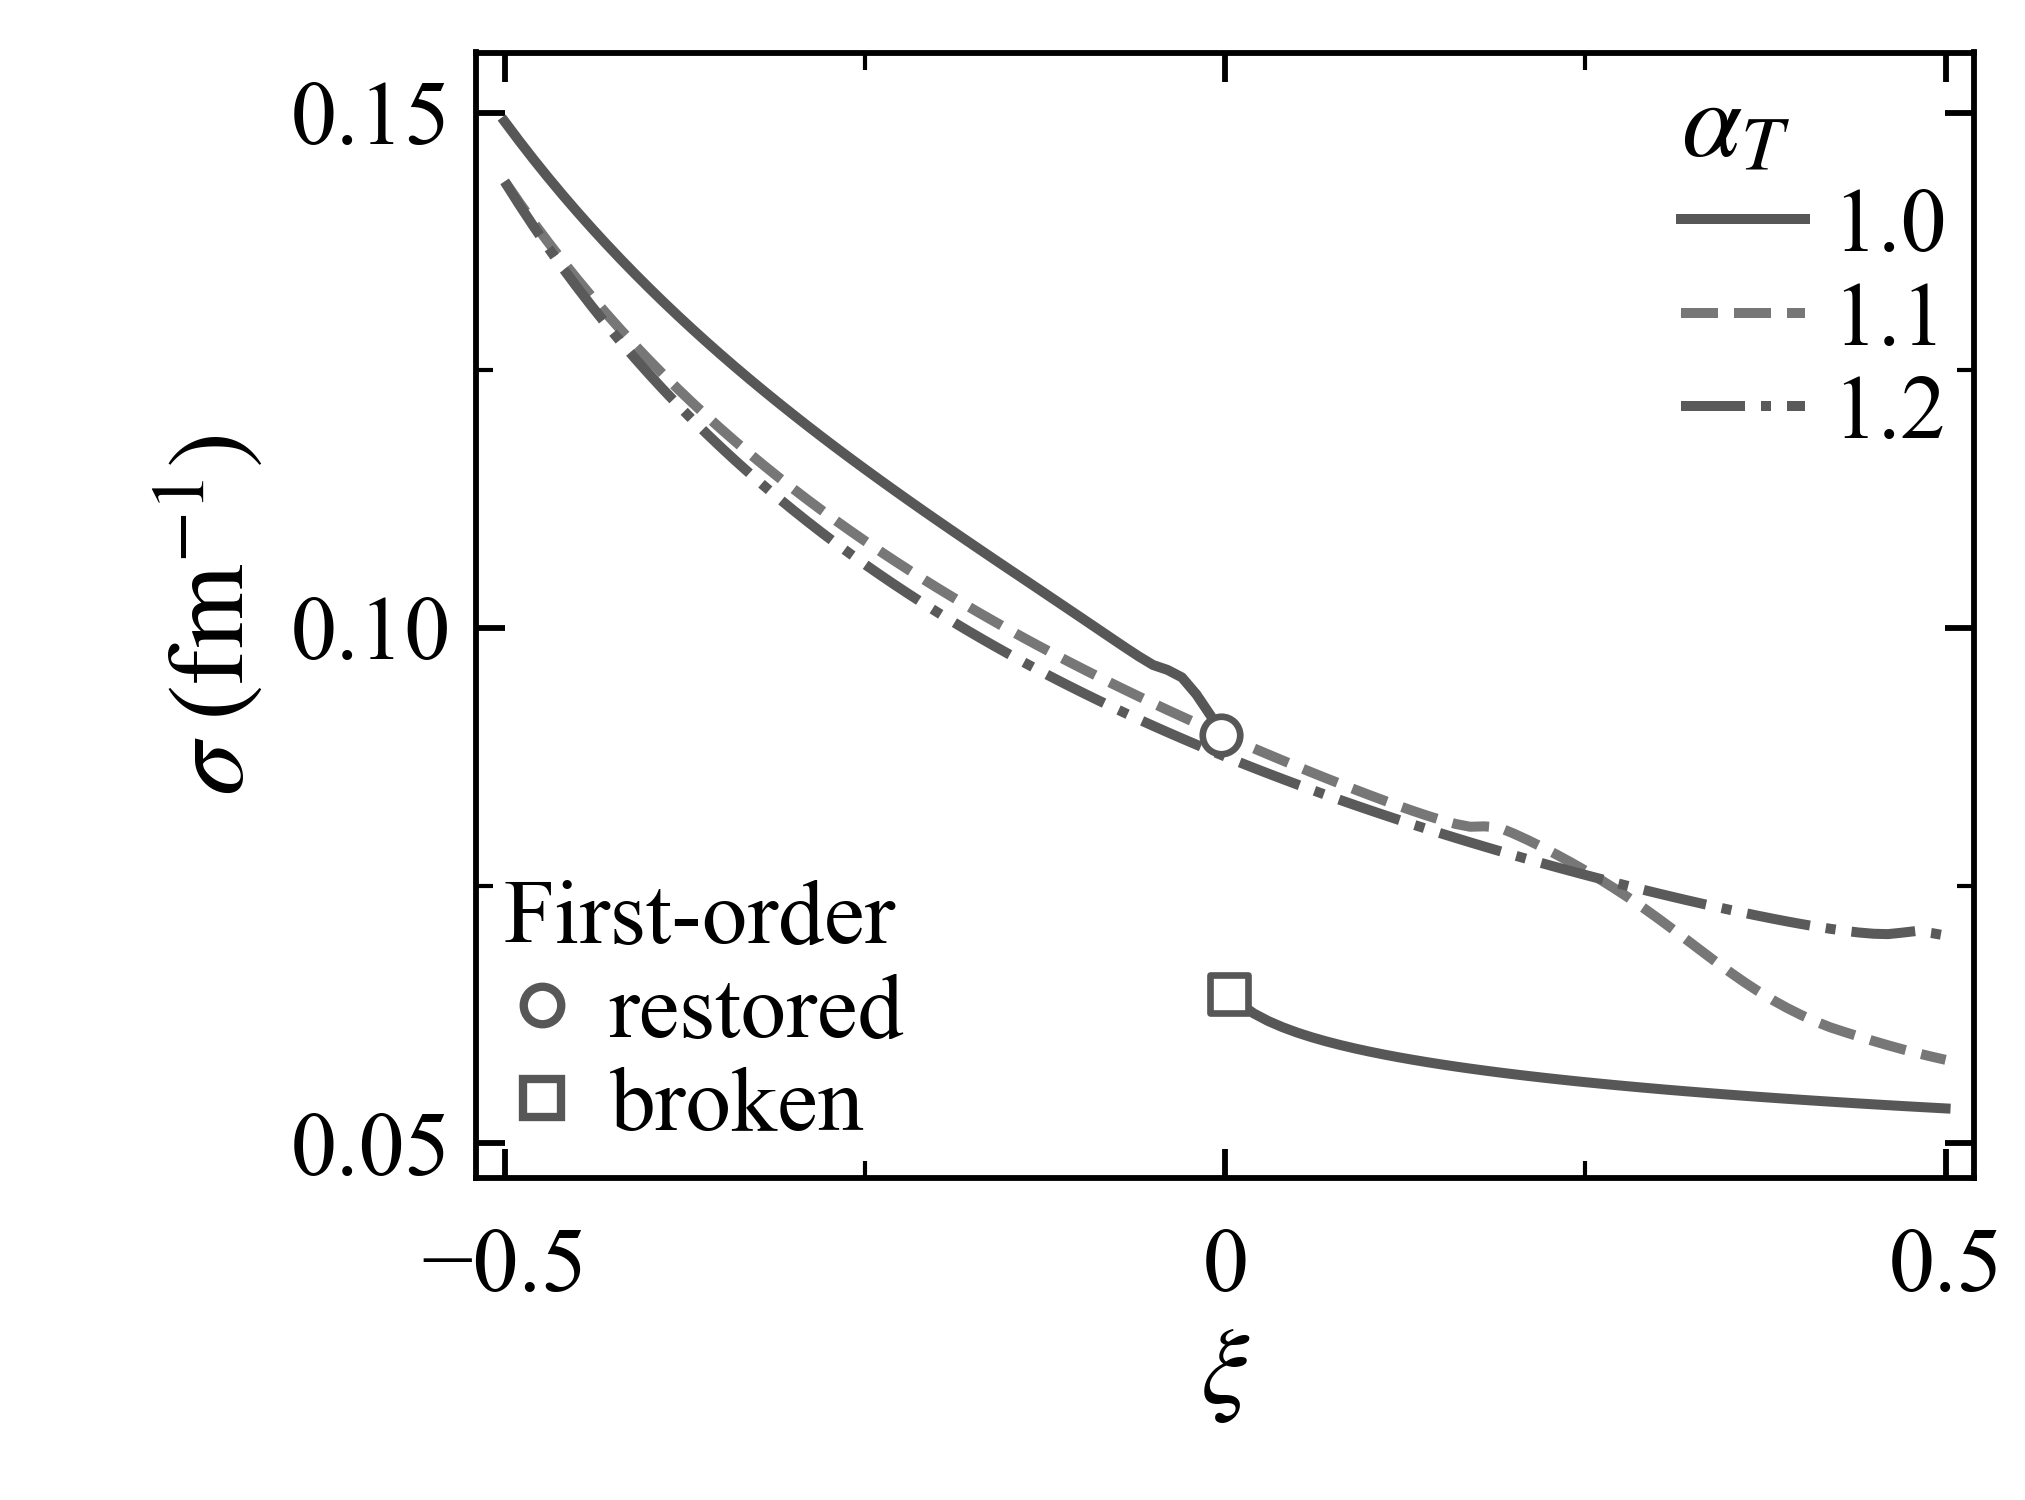 0.15
0.10
0.05
σ (fm⁻¹)
α_T
1.0
1.1
1.2
First-order
restored
broken
−0.5
0
0.5
ξ